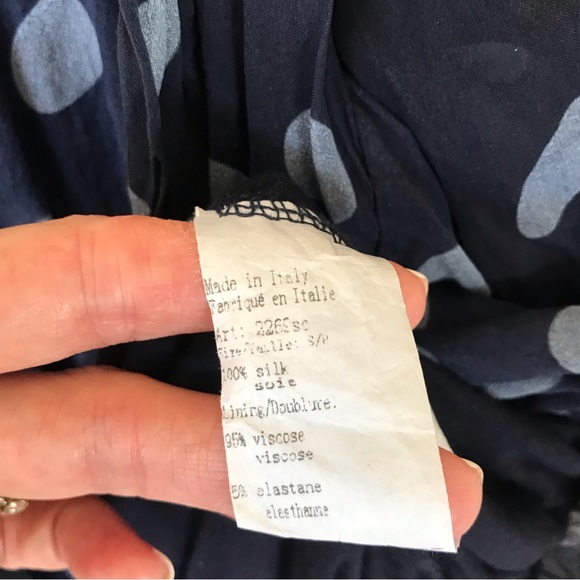 Made in Italy
Fabriqué en Italie
Art: 2269sc
Size/Taille: S/P
100% silk
soie
Lining/Doublure.
95% viscose
viscose
5% elastane
elasthanne